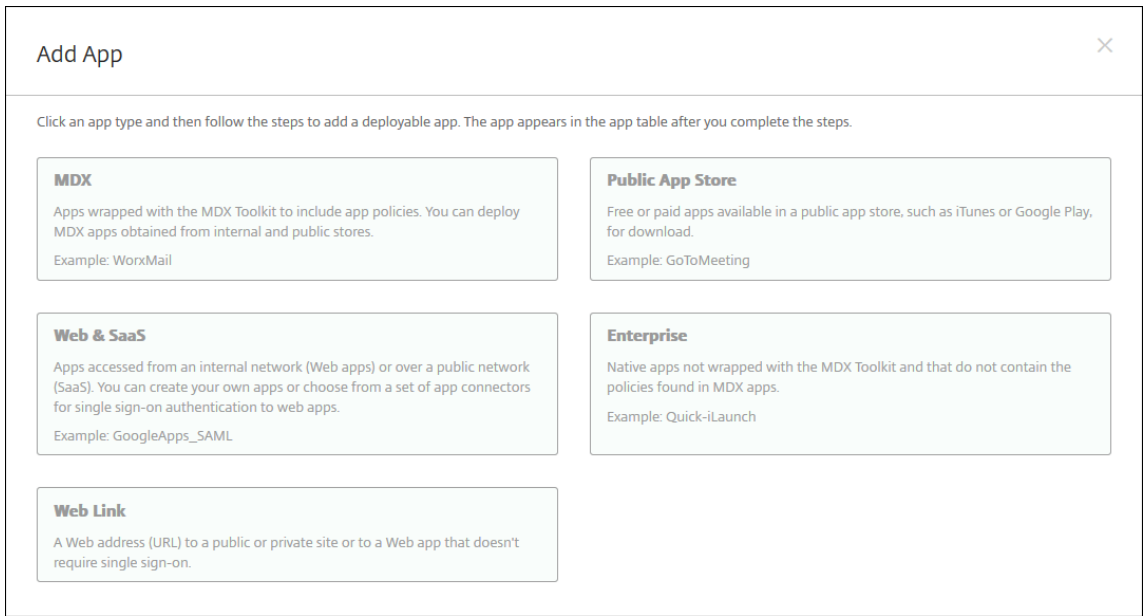 Add App
Click an app type and then follow the steps to add a deployable app. The app appears in the app table after you complete the steps.
MDX
Apps wrapped with the MDX Toolkit to include app policies. You can deploy
MDX apps obtained from internal and public stores.
Example: WorxMail
Public App Store
Free or paid apps available in a public app store, such as iTunes or Google Play,
for download.
Example: GoToMeeting
Web & SaaS
Apps accessed from an internal network (Web apps) or over a public network
(SaaS). You can create your own apps or choose from a set of app connectors
for single sign-on authentication to web apps.
Example: GoogleApps_SAML
Enterprise
Native apps not wrapped with the MDX Toolkit and that do not contain the
policies found in MDX apps.
Example: Quick-iLaunch
Web Link
A Web address (URL) to a public or private site or to a Web app that doesn't
require single sign-on.